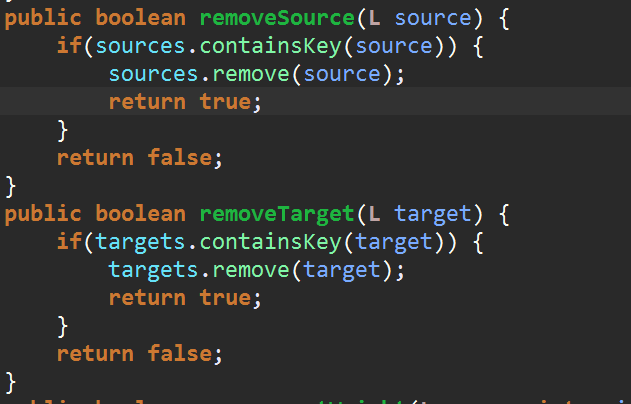 public boolean removeSource(L source) {
    if(sources.containsKey(source)) {
        sources.remove(source);
        return true;
    }
    return false;
}
public boolean removeTarget(L target) {
    if(targets.containsKey(target)) {
        targets.remove(target);
        return true;
    }
    return false;
}